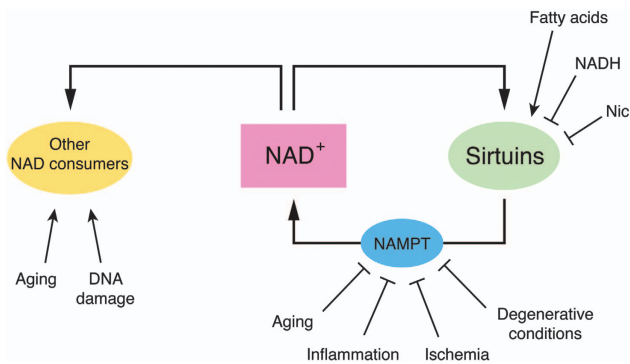 Fatty acids
NADH
Nic
Other
NAD consumers
NAD+
Sirtuins
NAMPT
Aging
DNA
damage
Aging
Inflammation
Ischemia
Degenerative
conditions